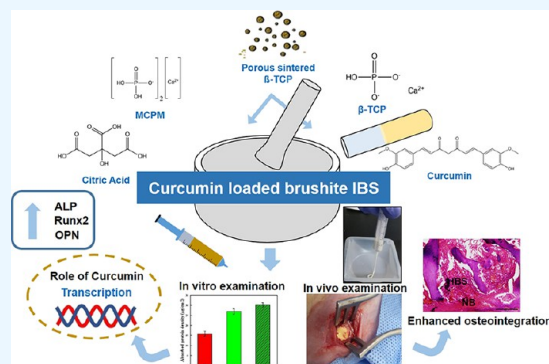 Porous sintered
ß-TCP
MCPM
β-TCP
Citric Acid
Curcumin
Curcumin loaded brushite IBS
ALP
Runx2
OPN
Role of Curcumin
Transcription
In vitro examination
In vivo examination
IBS
NB
Enhanced osteointegration